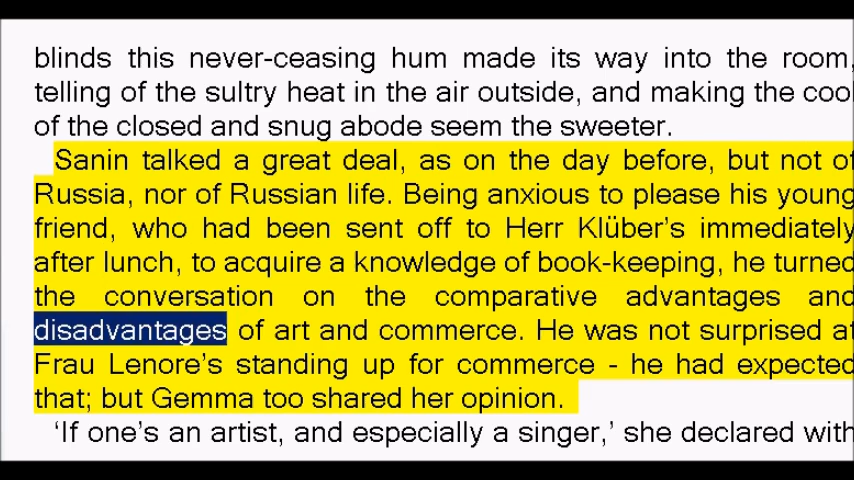 blinds this never-ceasing hum made its way into the room,
telling of the sultry heat in the air outside, and making the cool
of the closed and snug abode seem the sweeter.
Sanin talked a great deal, as on the day before, but not of
Russia, nor of Russian life. Being anxious to please his young
friend, who had been sent off to Herr Klüber’s immediately
after lunch, to acquire a knowledge of book-keeping, he turned
the conversation on the comparative advantages and
disadvantages of art and commerce. He was not surprised at
Frau Lenore’s standing up for commerce - he had expected
that; but Gemma too shared her opinion.
‘If one’s an artist, and especially a singer,’ she declared with